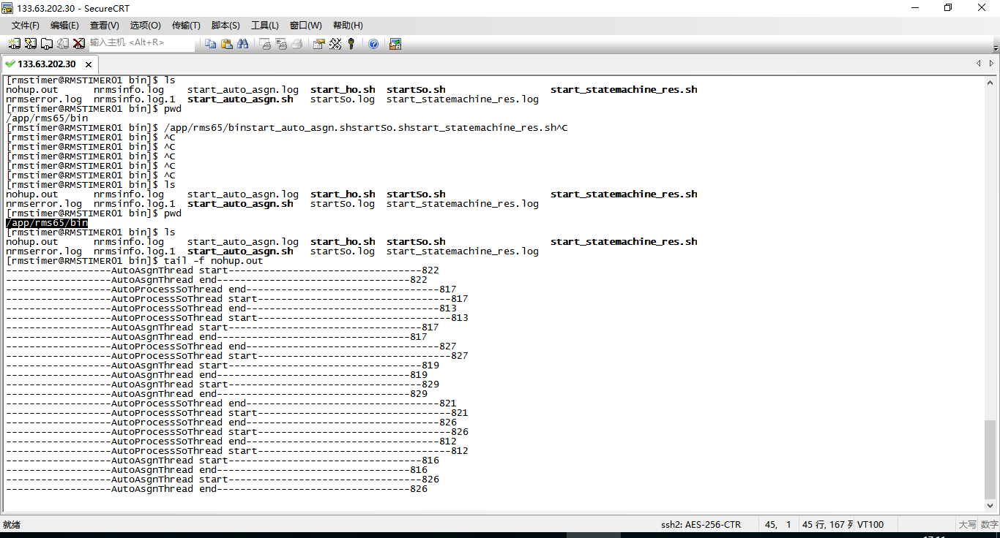 133.63.202.30 - SecureCRT
文件(F) 编辑(E) 查看(V) 选项(O) 传输(T) 脚本(S) 工具(L) 窗口(W) 帮助(H)
输入主机 <Alt+R>
133.63.202.30
[rmstimer@RMSTIMER01 bin]$ ls
nohup.out nrmsinfo.log start_auto_asgn.log start_ho.sh startSo.sh start_statemachine_res.sh
nrmserror.log nrmsinfo.log.1 start_auto_asgn.sh startSo.log start_statemachine_res.log
[rmstimer@RMSTIMER01 bin]$ pwd
/app/rms65/bin
[rmstimer@RMSTIMER01 bin]$ /app/rms65/binstart_auto_asgn.shstartSo.shstart_statemachine_res.sh^C
[rmstimer@RMSTIMER01 bin]$ ^C
[rmstimer@RMSTIMER01 bin]$ ^C
[rmstimer@RMSTIMER01 bin]$ ^C
[rmstimer@RMSTIMER01 bin]$ ^C
[rmstimer@RMSTIMER01 bin]$ ^C
[rmstimer@RMSTIMER01 bin]$ ls
nohup.out nrmsinfo.log start_auto_asgn.log start_ho.sh startSo.sh start_statemachine_res.sh
nrmserror.log nrmsinfo.log.1 start_auto_asgn.sh startSo.log start_statemachine_res.log
[rmstimer@RMSTIMER01 bin]$ pwd
/app/rms65/bin
[rmstimer@RMSTIMER01 bin]$ ls
nohup.out nrmsinfo.log start_auto_asgn.log start_ho.sh startSo.sh start_statemachine_res.sh
nrmserror.log nrmsinfo.log.1 start_auto_asgn.sh startSo.log start_statemachine_res.log
[rmstimer@RMSTIMER01 bin]$ tail -f nohup.out
------------------AutoAsgnThread start---------------------------------822
------------------AutoAsgnThread end---------------------------------822
------------------AutoProcessSoThread end---------------------------------817
------------------AutoProcessSoThread start---------------------------------817
------------------AutoProcessSoThread end---------------------------------813
------------------AutoProcessSoThread start---------------------------------813
------------------AutoAsgnThread start---------------------------------817
------------------AutoAsgnThread end---------------------------------817
------------------AutoProcessSoThread end---------------------------------827
------------------AutoProcessSoThread start---------------------------------827
------------------AutoAsgnThread start---------------------------------819
------------------AutoAsgnThread end---------------------------------819
------------------AutoAsgnThread start---------------------------------829
------------------AutoAsgnThread end---------------------------------829
------------------AutoProcessSoThread end---------------------------------821
------------------AutoProcessSoThread start---------------------------------821
------------------AutoProcessSoThread end---------------------------------826
------------------AutoProcessSoThread start---------------------------------826
------------------AutoProcessSoThread end---------------------------------812
------------------AutoProcessSoThread start---------------------------------812
------------------AutoAsgnThread start---------------------------------816
------------------AutoAsgnThread end---------------------------------816
------------------AutoAsgnThread start---------------------------------826
------------------AutoAsgnThread end---------------------------------826
就绪 ssh2: AES-256-CTR 45, 1 45 行, 167 VT100 大写 数字